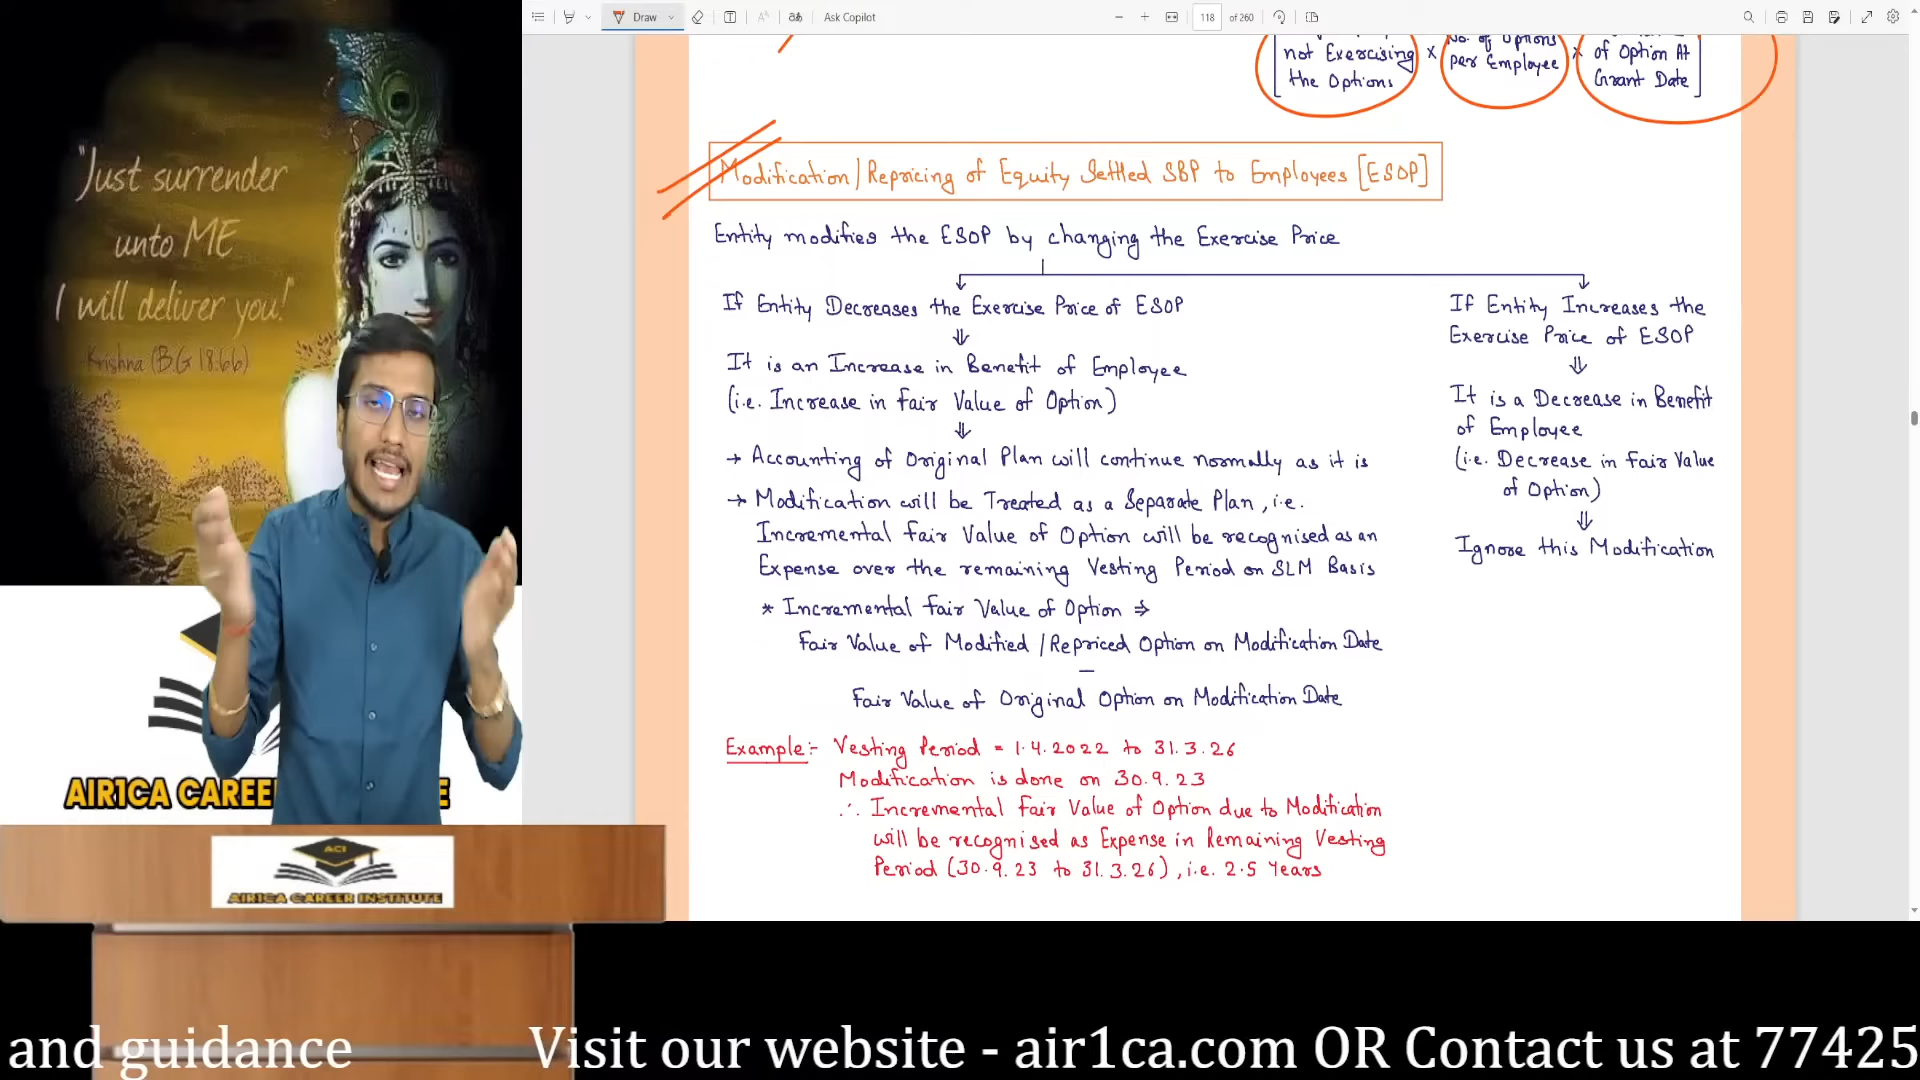 Draw
Ask Copilot
118 of 260
not Exercising the Options
×
No. of Options per Employee
×
of Option At Grant Date
"Just surrender
unto ME
I will deliver you!"
Krishna (B.G 18:66)
Modification/Repricing of Equity Settled SBP to Employees [ESOP]
Entity modifies the ESOP by changing the Exercise Price
If Entity Decreases the Exercise Price of ESOP
⇓
It is an Increase in Benefit of Employee
(i.e. Increase in Fair Value of Option)
⇓
→ Accounting of Original Plan will continue normally as it is
→ Modification will be Treated as a Separate Plan, i.e.
Incremental Fair Value of Option will be recognised as an
Expense over the remaining Vesting Period on SLM Basis
* Incremental Fair Value of Option ⇒
Fair Value of Modified/Repriced Option on Modification Date
—
Fair Value of Original Option on Modification Date
If Entity Increases the
Exercise Price of ESOP
⇓
It is a Decrease in Benefit
of Employee
(i.e. Decrease in Fair Value
of Option)
⇓
Ignore this Modification
Example:- Vesting Period = 1.4.2022 to 31.3.26
Modification is done on 30.9.23
∴ Incremental Fair Value of Option due to Modification
will be recognised as Expense in Remaining Vesting
Period (30.9.23 to 31.3.26), i.e. 2.5 Years
AIR1CA CAREE E
ACI
AIR1CA CAREER INSTITUTE
and guidance Visit our website - air1ca.com OR Contact us at 77425